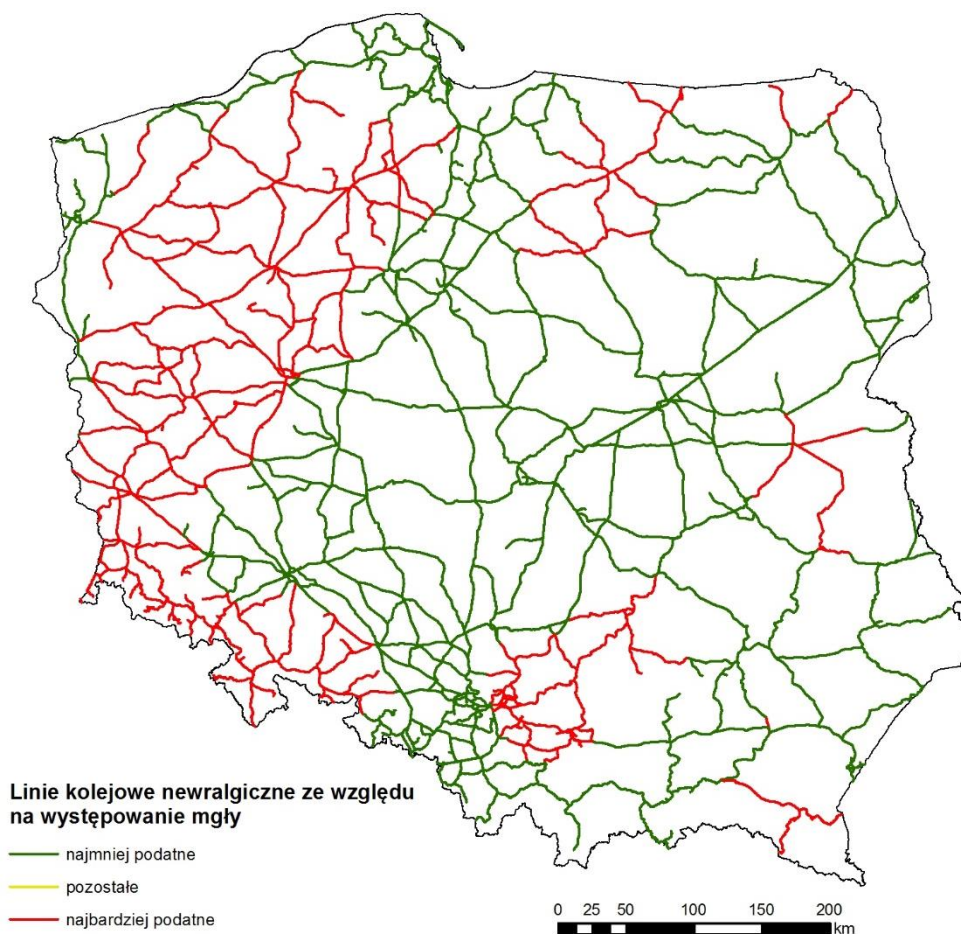 Linie kolejowe newralgiczne ze względu
na występowanie mgły
najmniej podatne
pozostałe
najbardziej podatne
0 25 50 100 150 200
km